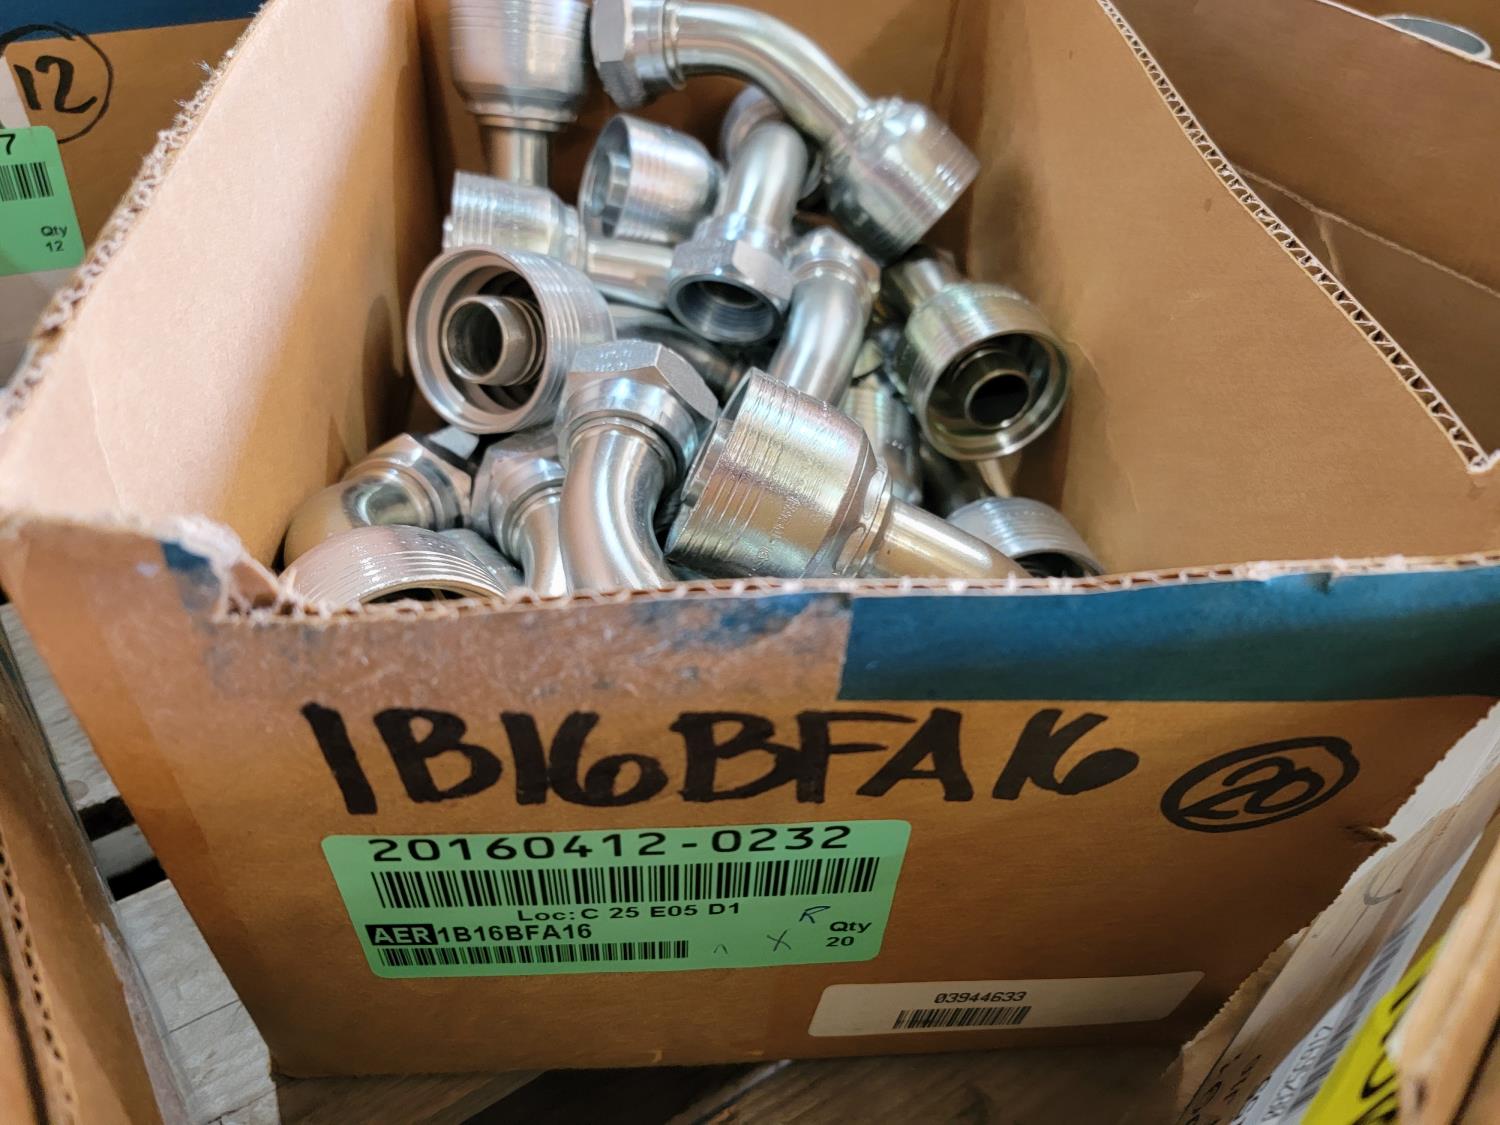 12
7
Qty
12
1B16BFA16 20
20160412-0232
Loc: C 25 E05 D1
R
AER 1B16BFA16
X
Qty
20
03944633